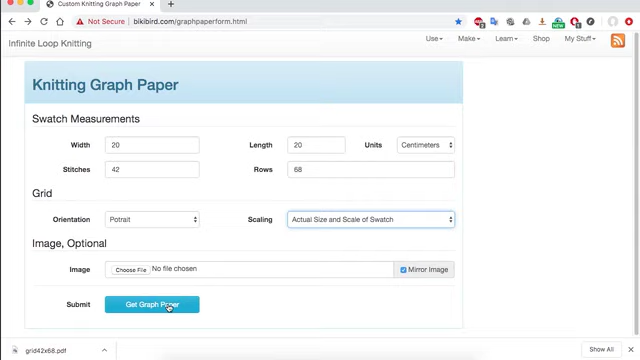 Custom Knitting Graph Paper
Not Secure | bikibird.com/graphpaperform.html
Infinite Loop Knitting
Use Make Learn Shop My Stuff
Knitting Graph Paper
Swatch Measurements
Width 20 Length 20 Units Centimeters
Stitches 42 Rows 68
Grid
Orientation Potrait Scaling Actual Size and Scale of Swatch
Image, Optional
Image Choose File No file chosen Mirror Image
Submit Get Graph Paper
grid42x68.pdf Show All